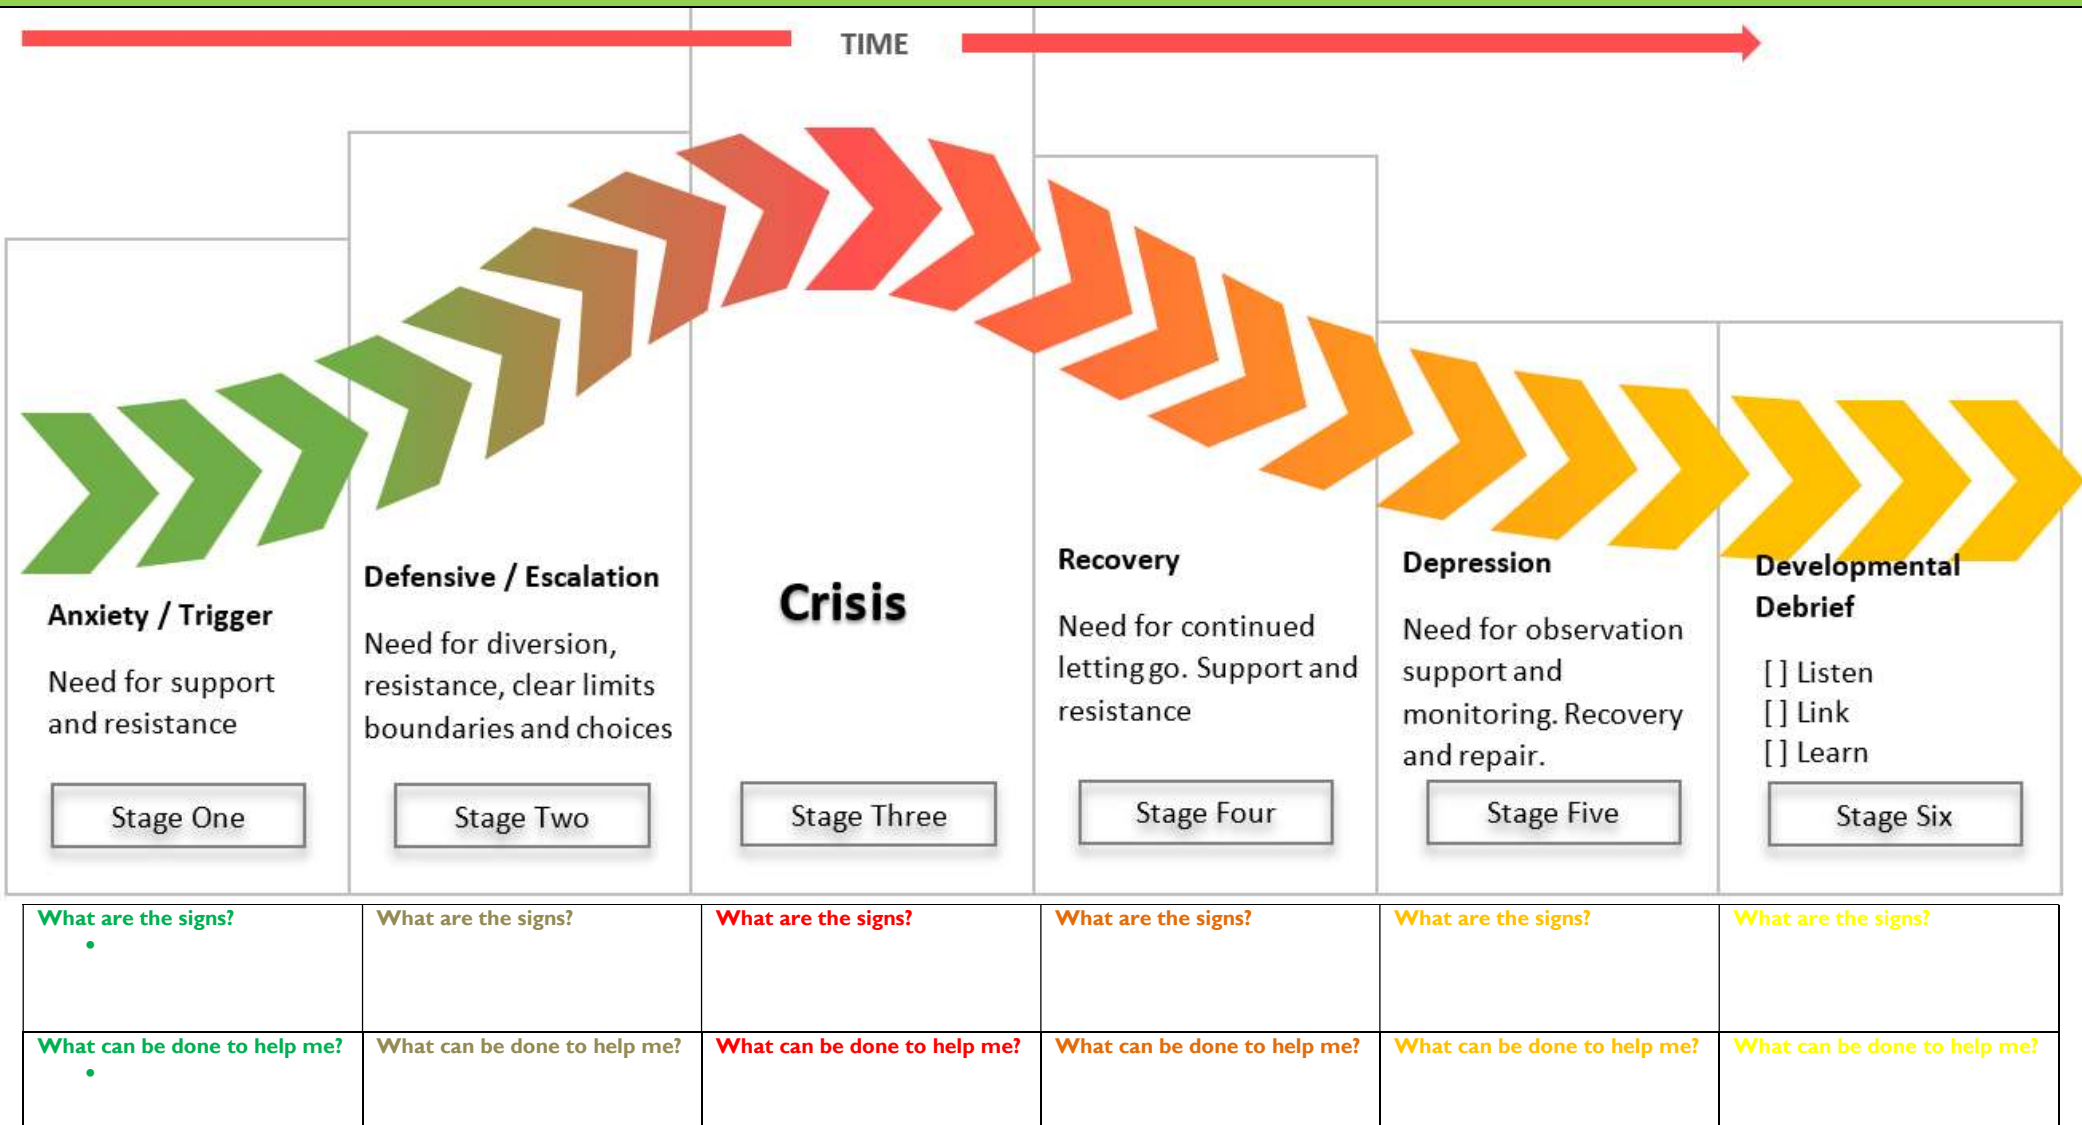 TIME
Anxiety / Trigger
Need for support
and resistance
Stage One
Defensive / Escalation
Need for diversion,
resistance, clear limits
boundaries and choices
Stage Two
Crisis
Stage Three
Recovery
Need for continued
letting go. Support and
resistance
Stage Four
Depression
Need for observation
support and
monitoring. Recovery
and repair.
Stage Five
Developmental
Debrief
[ ] Listen
[ ] Link
[ ] Learn
Stage Six
What are the signs?
•
What are the signs?
What are the signs?
What are the signs?
What are the signs?
What are the signs?
What can be done to help me?
•
What can be done to help me?
What can be done to help me?
What can be done to help me?
What can be done to help me?
What can be done to help me?